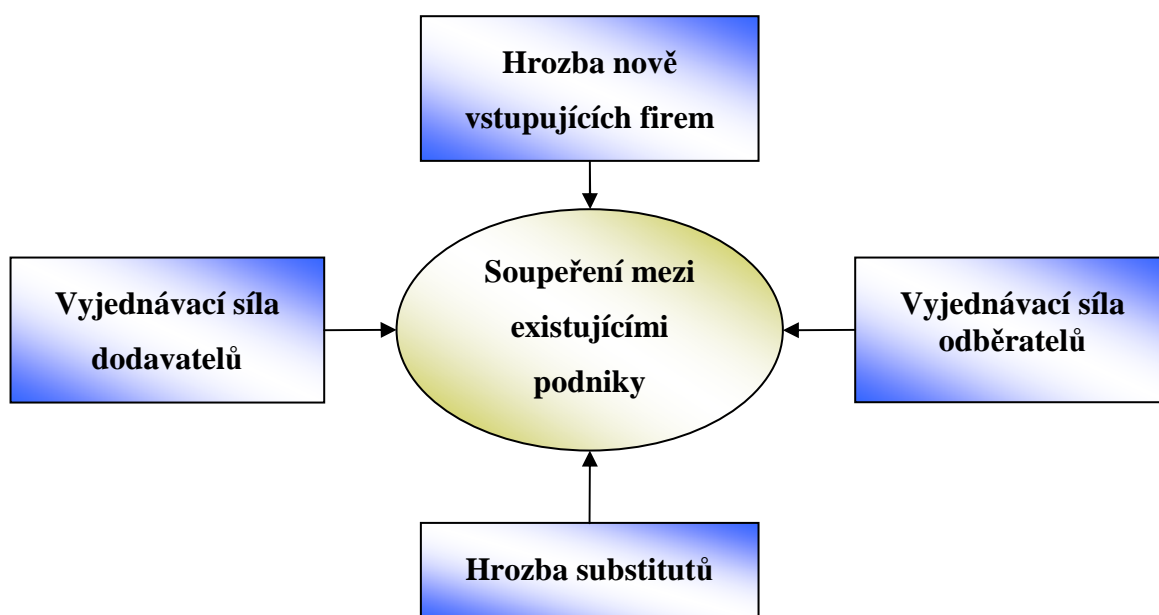 Hrozba nově
vstupujících firem
Vyjednávací síla
dodavatelů
Soupeření mezi
existujícími
podniky
Vyjednávací síla
odběratelů
Hrozba substitutů